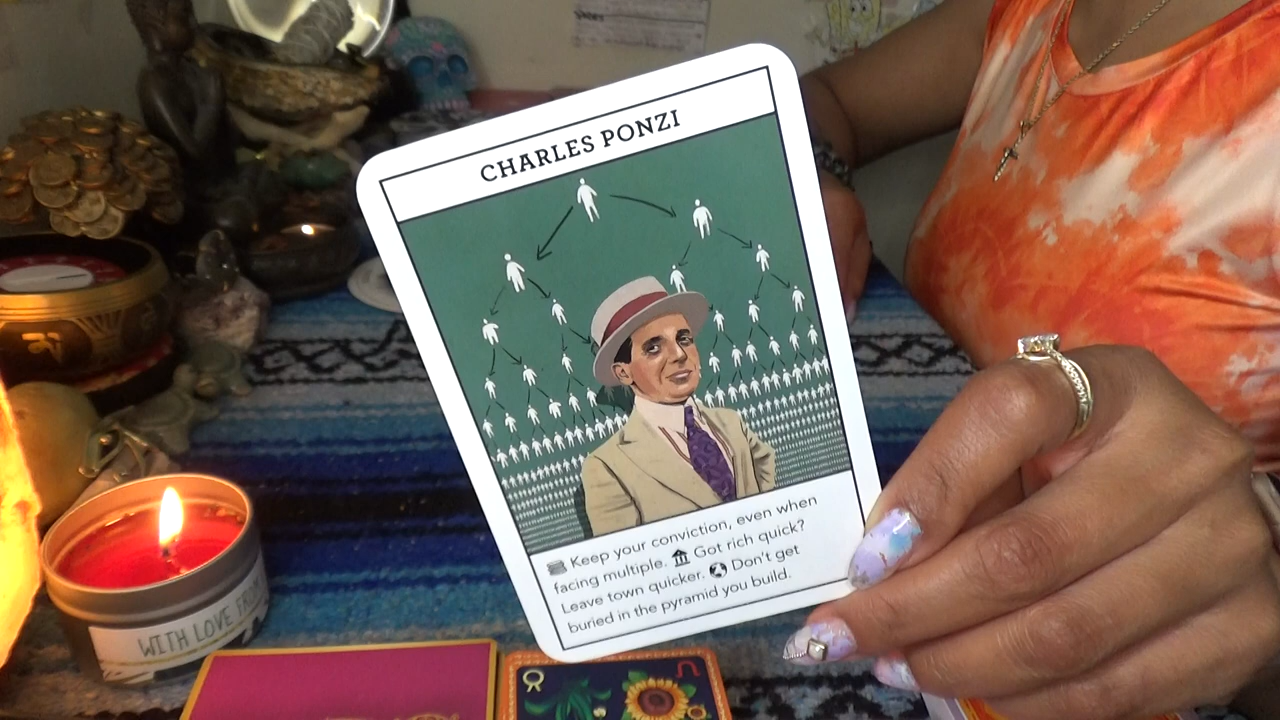 CHARLES PONZI
Keep your conviction, even when
facing multiple. Got rich quick?
Leave town quicker. Don't get
buried in the pyramid you build.
WITH LOVE FROM